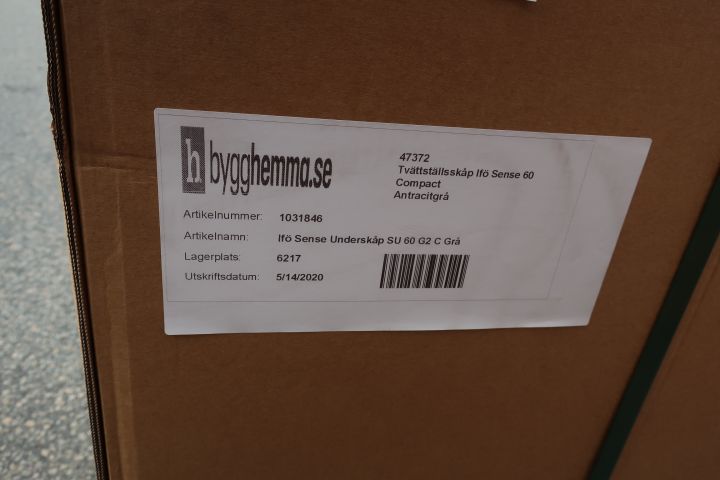 h bygghemma.se
47372
Tvättställsskåp Ifö Sense 60
Compact
Antracitgrå
Artikelnummer: 1031846
Artikelnamn: Ifö Sense Underskåp SU 60 G2 C Grå
Lagerplats: 6217
Utskriftsdatum: 5/14/2020